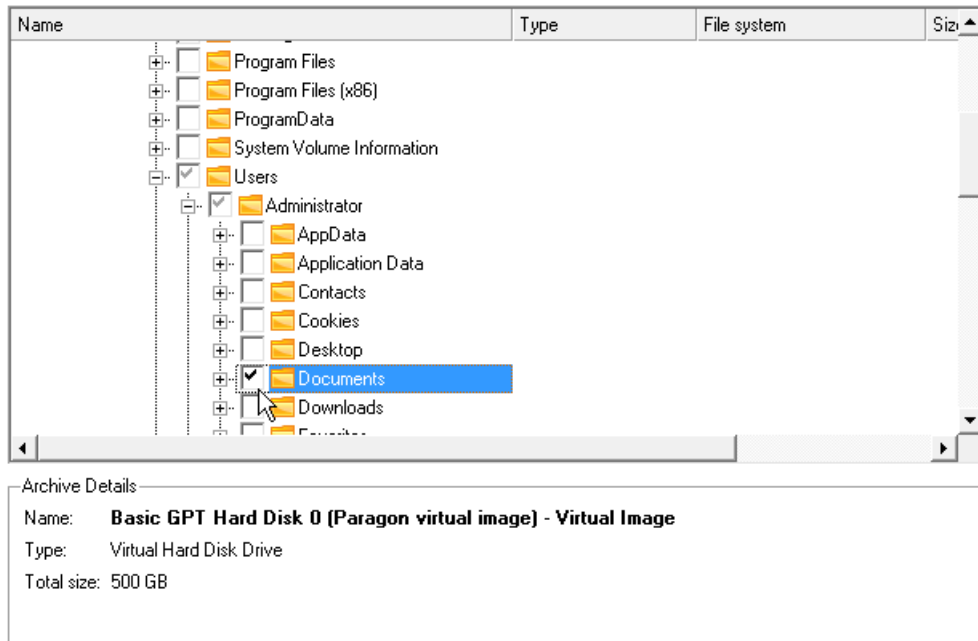 Name Type File system Siz
Program Files
Program Files (x86)
ProgramData
System Volume Information
Users
Administrator
AppData
Application Data
Contacts
Cookies
Desktop
Documents
Downloads
Archive Details
Name: Basic GPT Hard Disk 0 (Paragon virtual image) - Virtual Image
Type: Virtual Hard Disk Drive
Total size: 500 GB